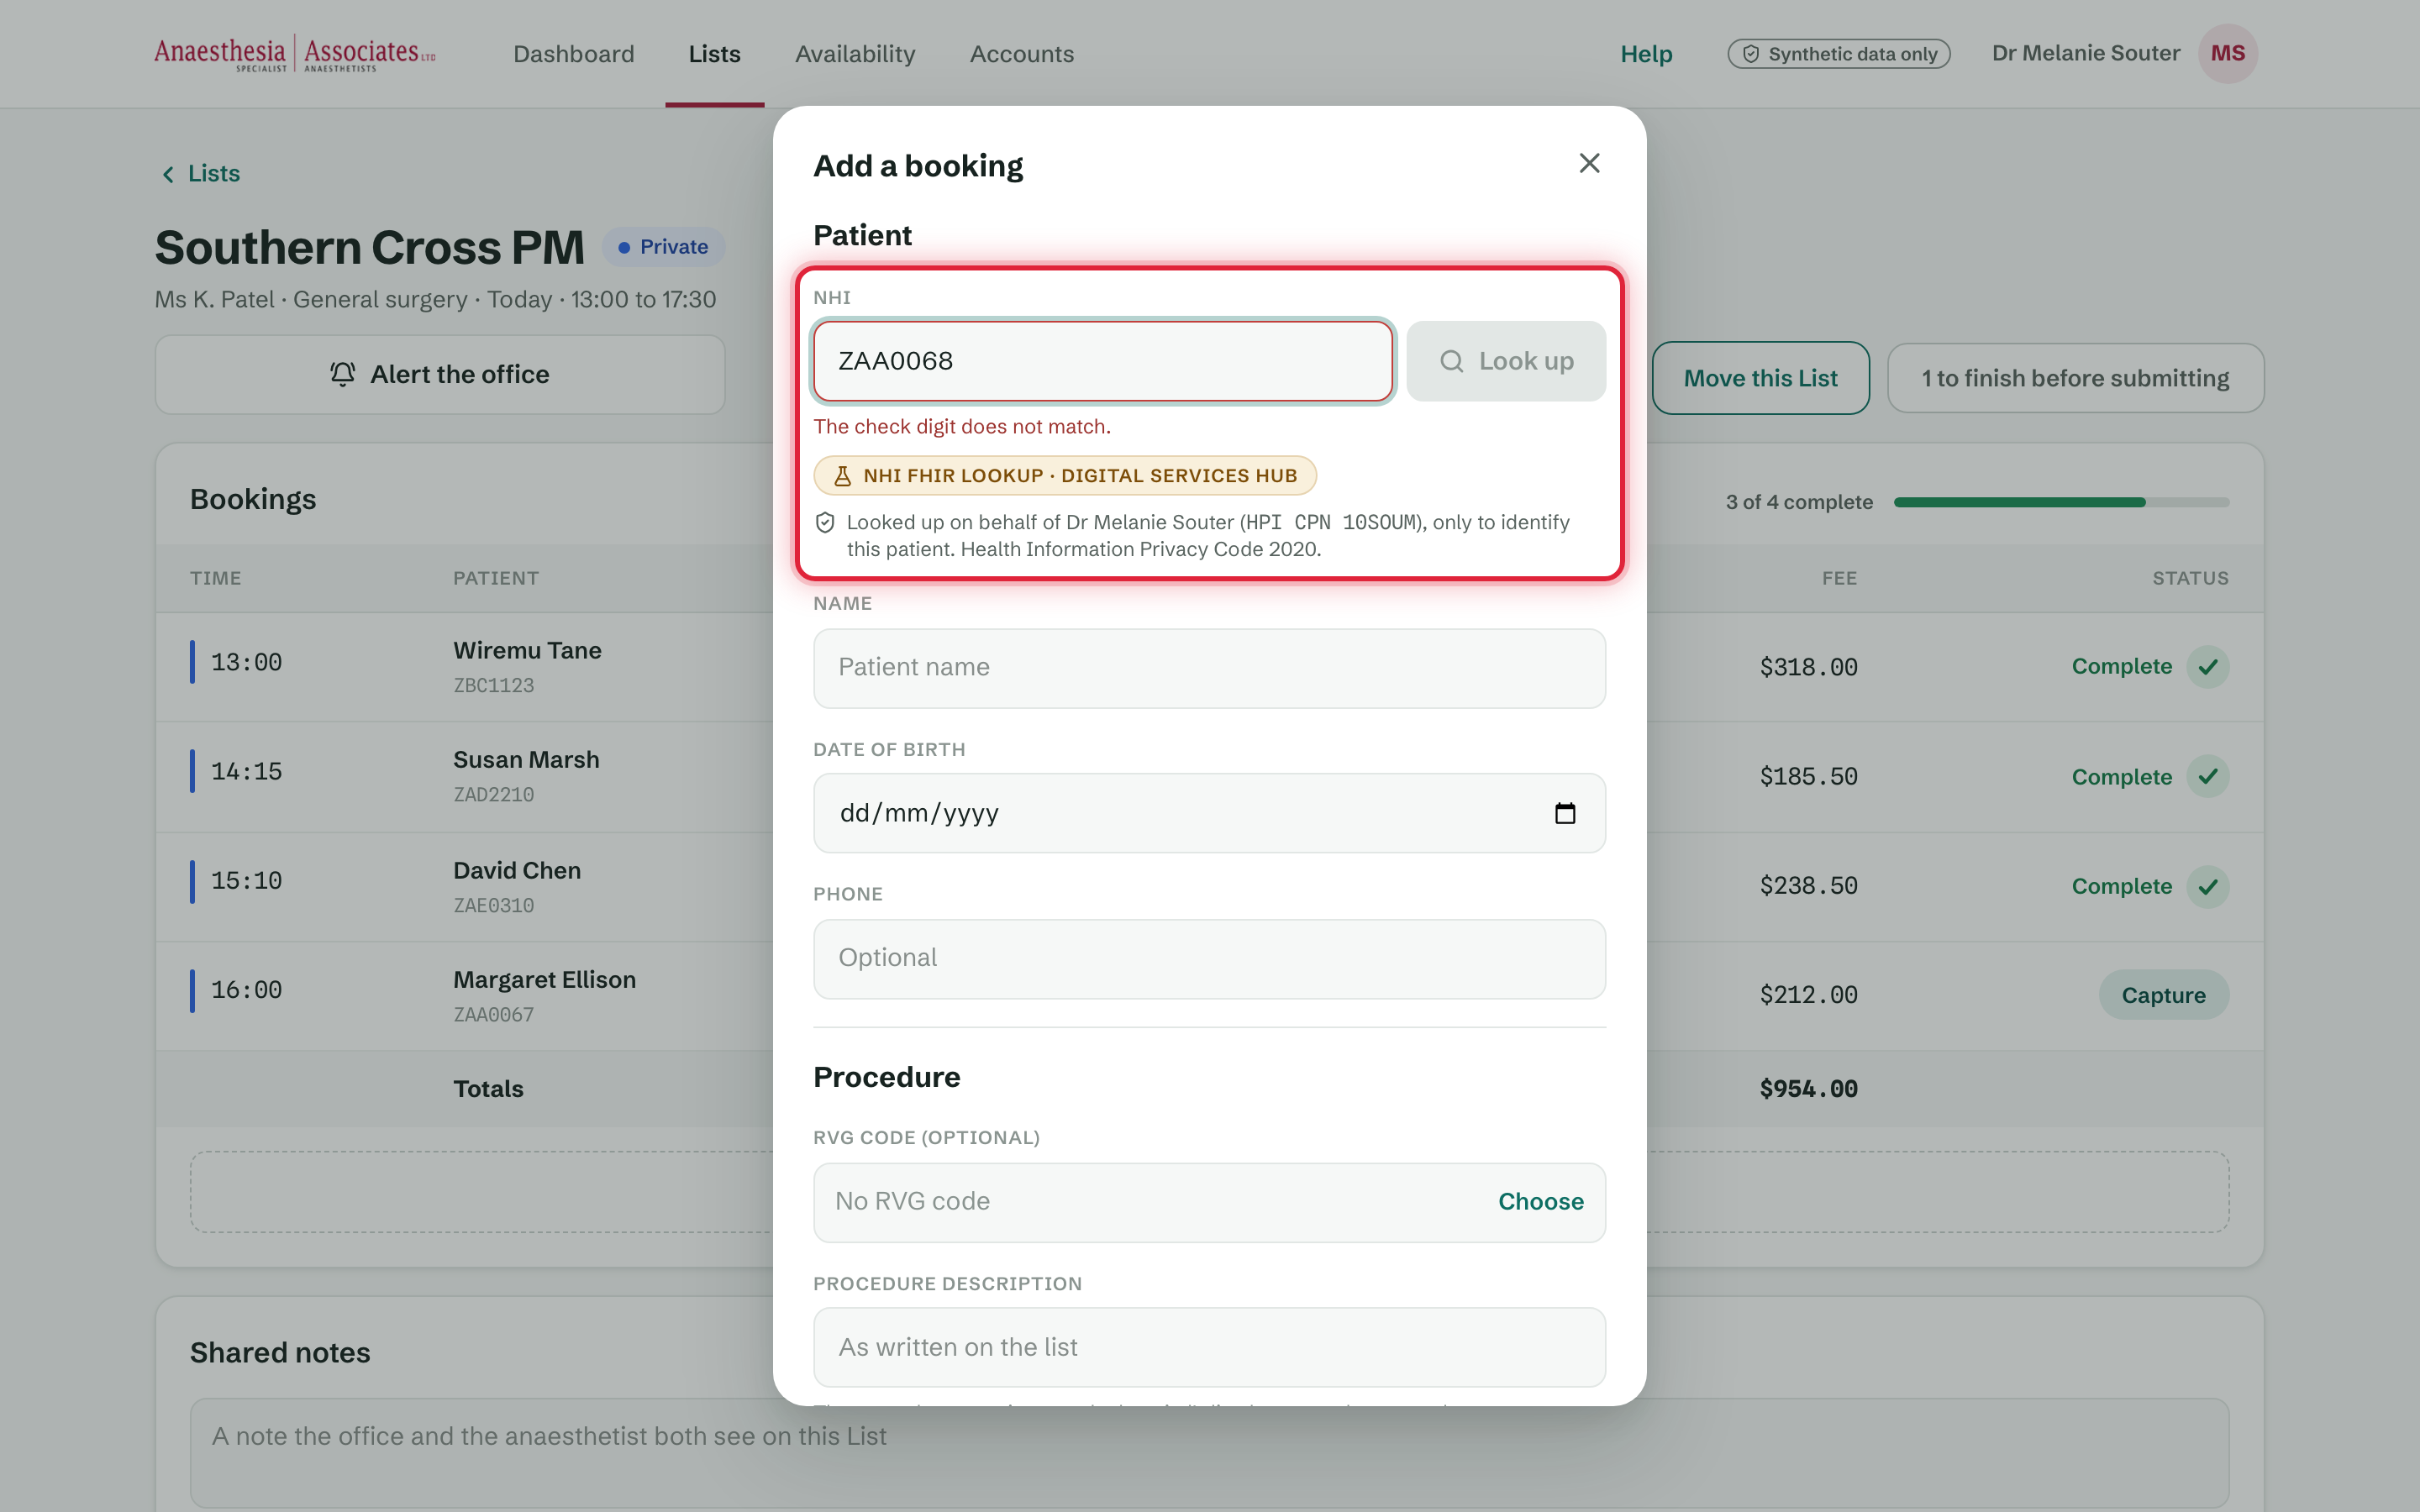 Anaesthesia Associates LTD
SPECIALIST ANAESTHETISTS
Dashboard
Lists
Availability
Accounts
Help
Synthetic data only
Dr Melanie Souter
MS
Lists
Southern Cross PM
Private
Ms K. Patel · General surgery · Today · 13:00 to 17:30
Alert the office
Move this List
1 to finish before submitting
Bookings
3 of 4 complete
TIME
PATIENT
FEE
STATUS
13:00
Wiremu Tane
ZBC1123
$318.00
Complete
14:15
Susan Marsh
ZAD2210
$185.50
Complete
15:10
David Chen
ZAE0310
$238.50
Complete
16:00
Margaret Ellison
ZAA0067
$212.00
Capture
Totals
$954.00
Shared notes
A note the office and the anaesthetist both see on this List
Add a booking
Patient
NHI
ZAA0068
Look up
The check digit does not match.
NHI FHIR LOOKUP · DIGITAL SERVICES HUB
Looked up on behalf of Dr Melanie Souter (HPI CPN 10SOUM), only to identify
this patient. Health Information Privacy Code 2020.
NAME
Patient name
DATE OF BIRTH
dd/mm/yyyy
PHONE
Optional
Procedure
RVG CODE (OPTIONAL)
No RVG code
Choose
PROCEDURE DESCRIPTION
As written on the list